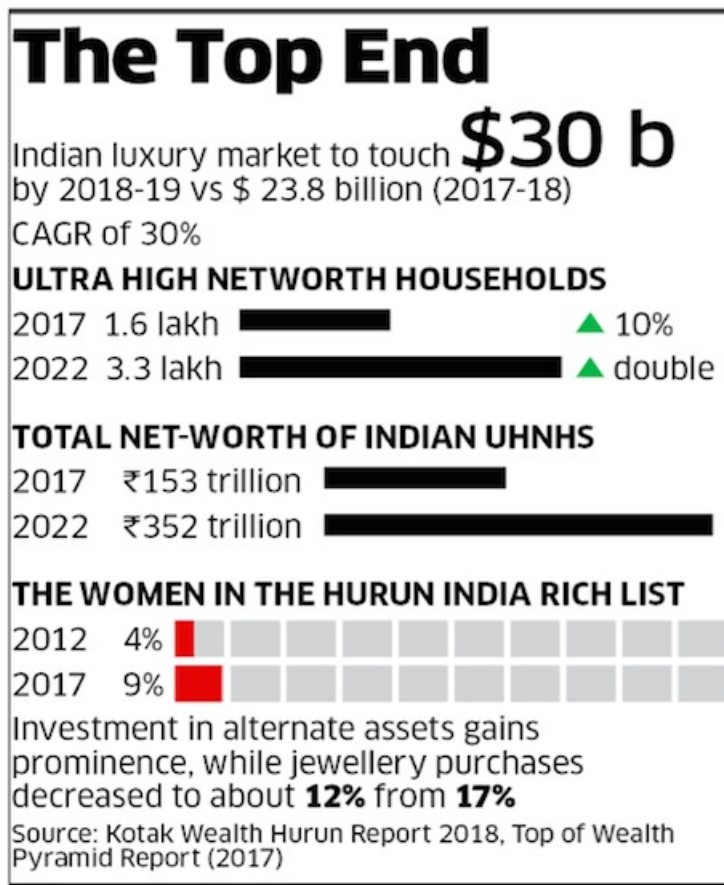 The Top End
Indian luxury market to touch $30 b
by 2018-19 vs $ 23.8 billion (2017-18)
CAGR of 30%
ULTRA HIGH NETWORTH HOUSEHOLDS
2017 1.6 lakh ▲ 10%
2022 3.3 lakh ▲ double
TOTAL NET-WORTH OF INDIAN UHNHS
2017 ₹153 trillion
2022 ₹352 trillion
THE WOMEN IN THE HURUN INDIA RICH LIST
2012 4%
2017 9%
Investment in alternate assets gains
prominence, while jewellery purchases
decreased to about 12% from 17%
Source: Kotak Wealth Hurun Report 2018, Top of Wealth
Pyramid Report (2017)